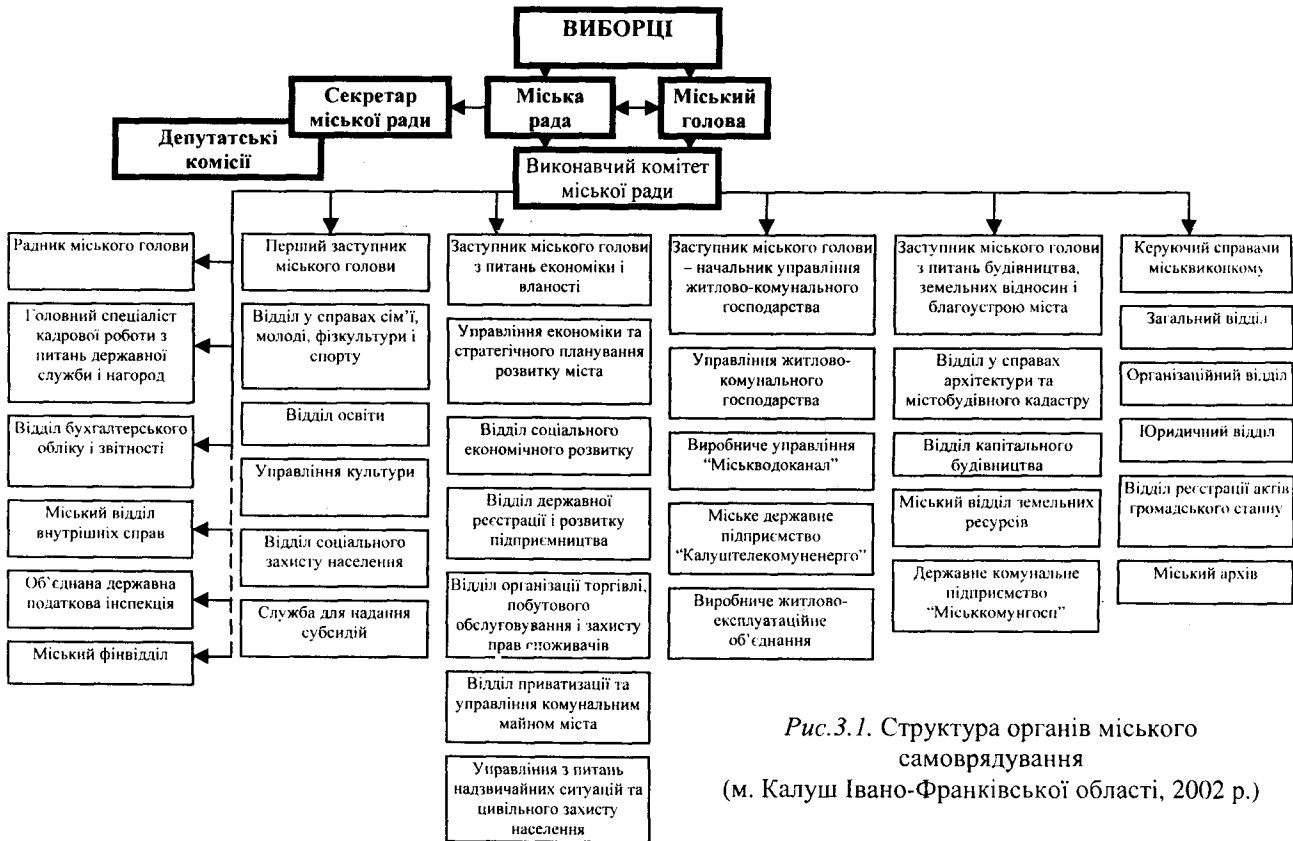 ВИБОРЦІ
Секретар
міської ради
Міська
рада
Міський
голова
Депутатські
комісії
Виконавчий комітет
міської ради
Радник міського голови
Головний спеціаліст
кадрової роботи з
питань державної
служби і нагород
Відділ бухгалтерського
обліку і звітності
Міський відділ
внутрішніх справ
Об’єднана державна
податкова інспекція
Міський фінвідділ
Перший заступник
міського голови
Відділ у справах сім’ї,
молоді, фізкультури і
спорту
Відділ освіти
Управління культури
Відділ соціального
захисту населення
Служба для надання
субсидій
Заступник міського голови
з питань економіки і
вланості
Управління економіки та
стратегічного планування
розвитку міста
Відділ соціального
економічного розвитку
Відділ державної
реєстрації і розвитку
підприємництва
Відділ організації торгівлі,
побутового
обслуговування і захисту
прав споживачів
Відділ приватизації та
управління комунальним
майном міста
Управління з питань
надзвичайних ситуацій та
цивільного захисту
населення
Заступник міського голови
– начальник управління
житлово-комунального
господарства
Управління житлово-
комунального
господарства
Виробниче управління
“Міськводоканал”
Міське державне
підприємство
“Калуштелекомуненерго”
Виробниче житлово-
експлуатаційне
об’єднання
Заступник міського голови
з питань будівництва,
земельних відносин і
благоустрою міста
Відділ у справах
архітектури та
містобудівного кадастру
Відділ капітального
будівництва
Міський відділ земельних
ресурсів
Державне комунальне
підприємство
“Міськкомунгосп”
Керуючий справами
міськвиконкому
Загальний відділ
Організаційний відділ
Юридичний відділ
Відділ реєстрації актів
громадського стану
Міський архів
Рис.3.1. Структура органів міського
самоврядування
(м. Калуш Івано-Франківської області, 2002 р.)